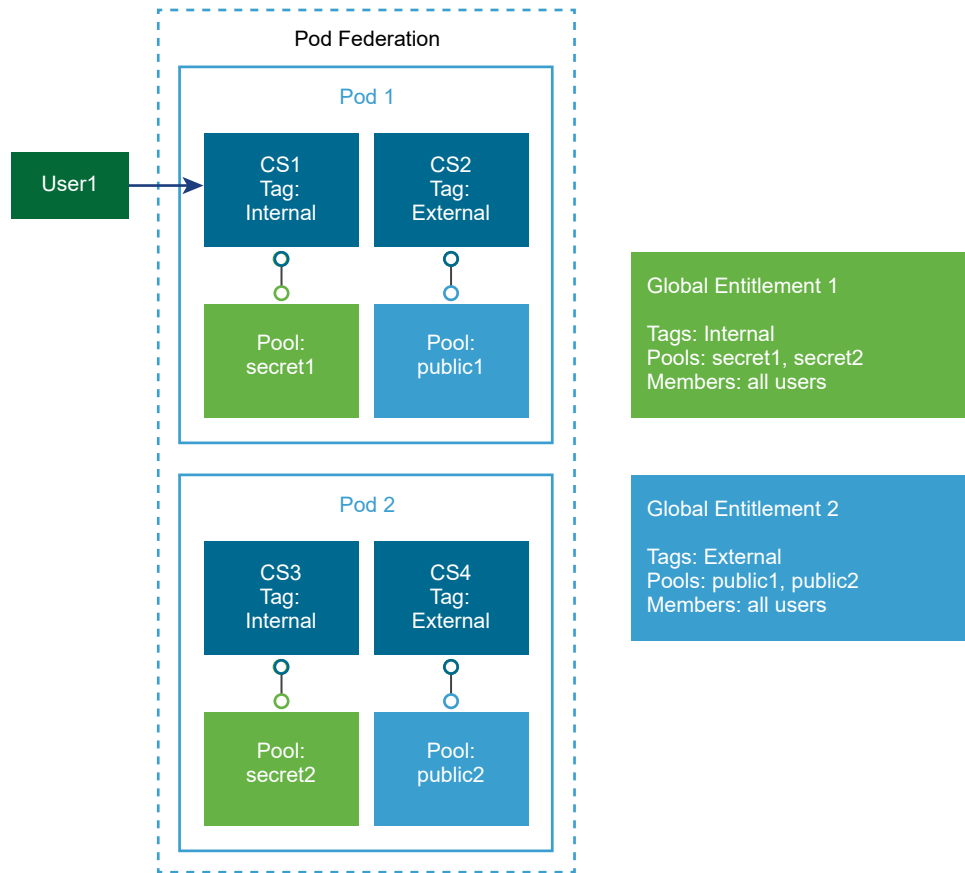 Pod Federation
Pod 1
User1
CS1
Tag:
Internal
CS2
Tag:
External
Pool:
secret1
Pool:
public1
Global Entitlement 1
Tags: Internal
Pools: secret1, secret2
Members: all users
Pod 2
CS3
Tag:
Internal
CS4
Tag:
External
Pool:
secret2
Pool:
public2
Global Entitlement 2
Tags: External
Pools: public1, public2
Members: all users